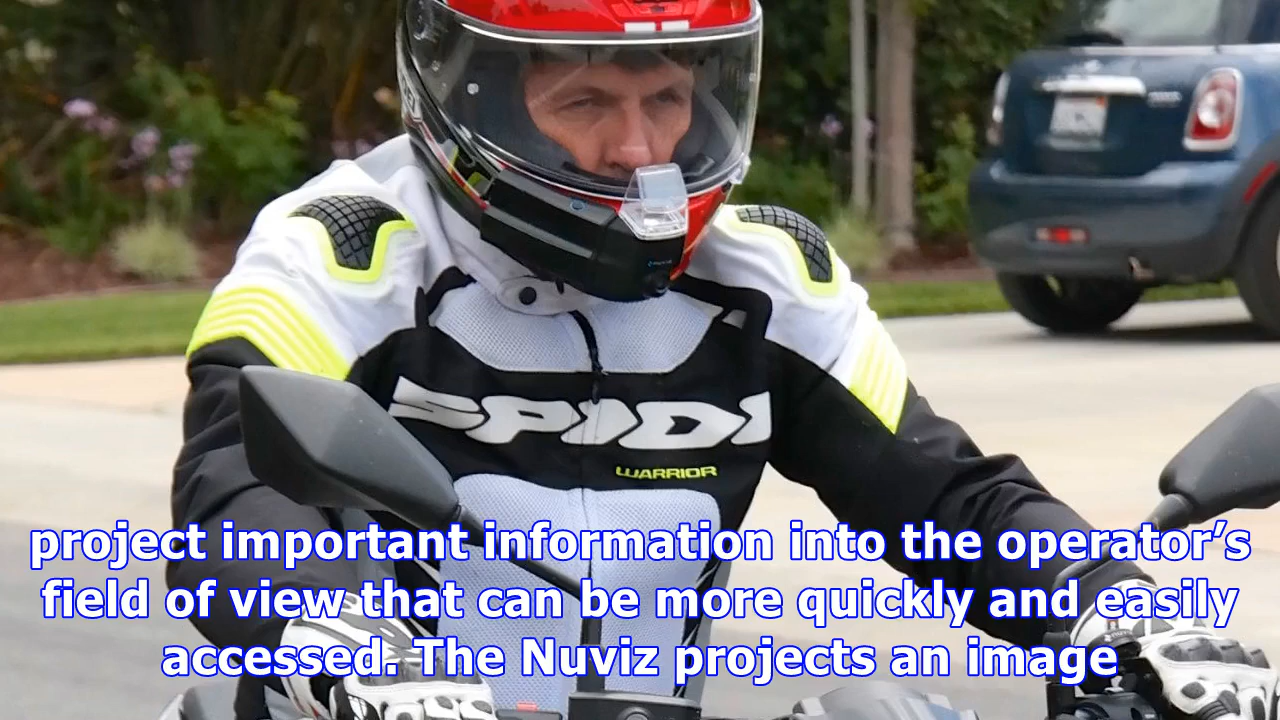 SPIDI
WARRIOR
project important information into the operator’s
field of view that can be more quickly and easily
accessed. The Nuviz projects an image